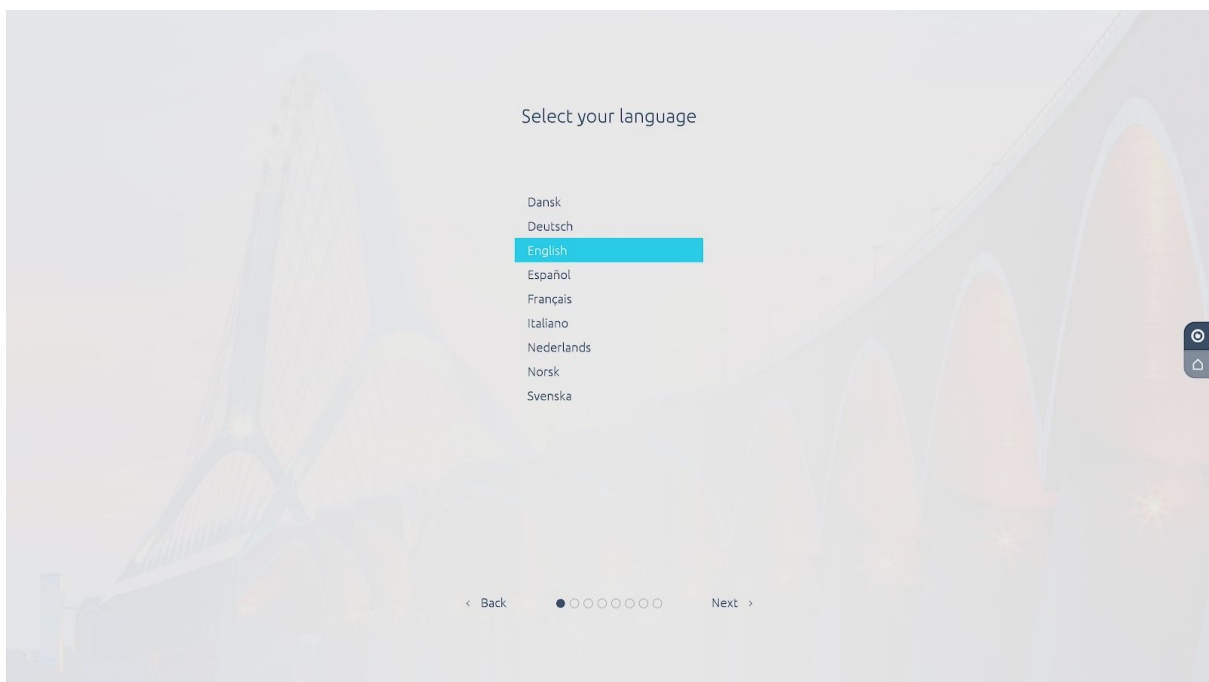 Select your language
Dansk
Deutsch
English
Español
Français
Italiano
Nederlands
Norsk
Svenska
< Back
Next >